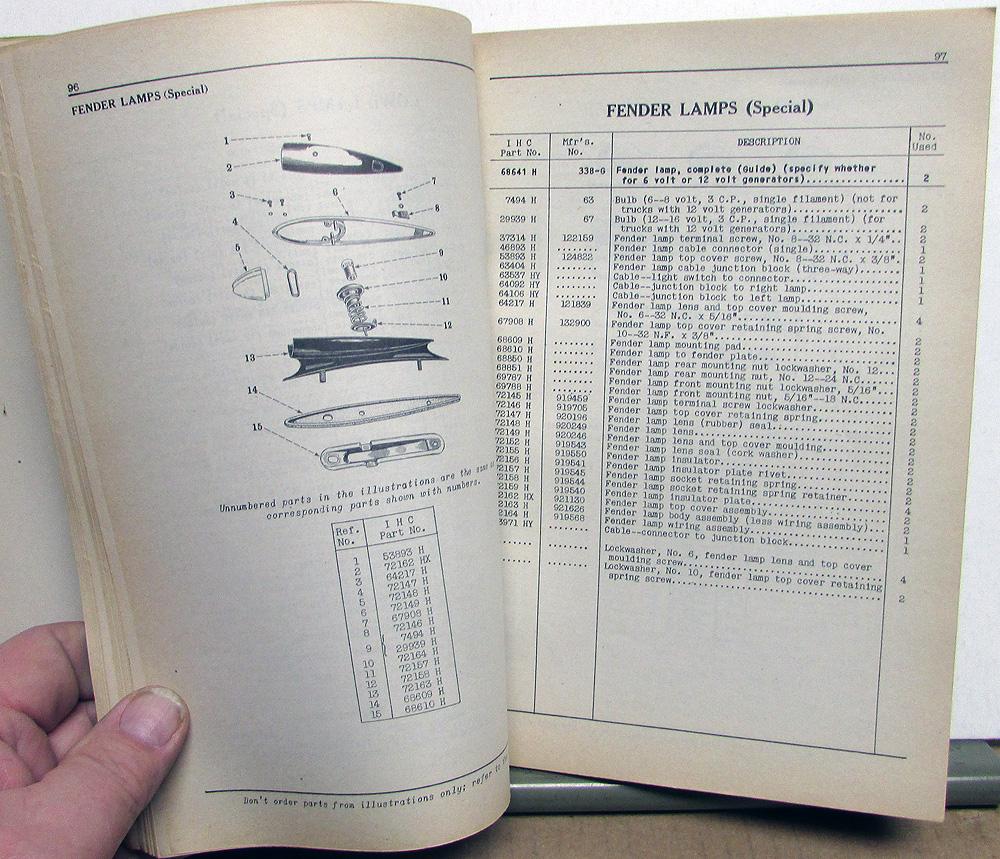 96
FENDER LAMPS (Special)
1
2
3
4
5
6
7
8
9
10
11
12
13
14
15
Unnumbered parts in the illustrations are the same
corresponding parts shown with numbers.
Ref. No. I H C Part No.
1 53893 H
2 72162 HX
3 64217 H
4 72147 H
5 72148 H
6 72149 H
7 67908 H
8 72146 H
9 { 7494 H
29939 H
10 72164 H
11 72157 H
12 72158 H
13 72163 H
14 68609 H
15 68610 H
Don't order parts from illustrations only; refer to
97
FENDER LAMPS (Special)
I H C Part No. Mfr's. No. DESCRIPTION No. Used
68641 H 338-G Fender lamp, complete (Guide) (specify whether
for 6 volt or 12 volt generators)................ 2
7494 H 63 Bulb (6--8 volt, 3 C.P., single filament) (not for
trucks with 12 volt generators)................ 2
29939 H 67 Bulb (12--16 volt, 3 C.P., single filament) (for
trucks with 12 volt generators)................ 2
37314 H 122159 Fender lamp terminal screw, No. 8--32 N.C. x 1/4".. 2
46893 H ........ Fender lamp cable connector (single)............ 1
53893 H 124822 Fender lamp top cover screw, No. 8--32 N.C. x 3/8". 2
63404 H ........ Fender lamp cable junction block (three-way)..... 1
63537 HY ........ Cable--light switch to connector............ 1
64092 HY ........ Cable--junction block to right lamp......... 1
64106 HY ........ Cable--junction block to left lamp.......... 1
64217 H 121839 Fender lamp lens and top cover moulding screw,
No. 6--32 N.C. x 5/16"................ 4
67908 H 132900 Fender lamp top cover retaining spring screw, No.
10--32 N.F. x 3/8"................ 2
68609 H ........ Fender lamp mounting pad................ 2
68610 H ........ Fender lamp to fender plate............. 2
68850 H ........ Fender lamp rear mounting nut lockwasher, No. 12... 2
68851 H ........ Fender lamp rear mounting nut, No. 12--24 N.C..... 2
69787 H ........ Fender lamp front mounting nut lockwasher, 5/16"... 2
69788 H ........ Fender lamp front mounting nut, 5/16"--18 N.C..... 2
72145 H 919459 Fender lamp terminal screw lockwasher......... 2
72146 H 919705 Fender lamp top cover retaining spring........ 2
72147 H 920196 Fender lamp lens (rubber) seal............ 2
72148 H 920249 Fender lamp lens............ 2
72149 H 920246 Fender lamp lens and top cover moulding....... 2
72152 H 919543 Fender lamp lens seal (cork washer)........ 2
72155 H 919550 Fender lamp insulator............ 2
2156 H 919541 Fender lamp insulator plate rivet............ 2
2157 H 919545 Fender lamp socket retaining spring.......... 2
2158 H 919544 Fender lamp socket retaining spring retainer..... 2
2159 H 919540 Fender lamp insulator plate............
2162 HX 921130 Fender lamp top cover assembly............
2163 H 921626 Fender lamp body assembly (less wiring assembly)...
2164 H 919568 Fender lamp wiring assembly............
3971 HY ........ Cable--connector to junction block............ 1
........ Lockwasher, No. 6, fender lamp lens and top cover
moulding screw................ 4
........ Lockwasher, No. 10, fender lamp top cover retaining
spring screw................ 2